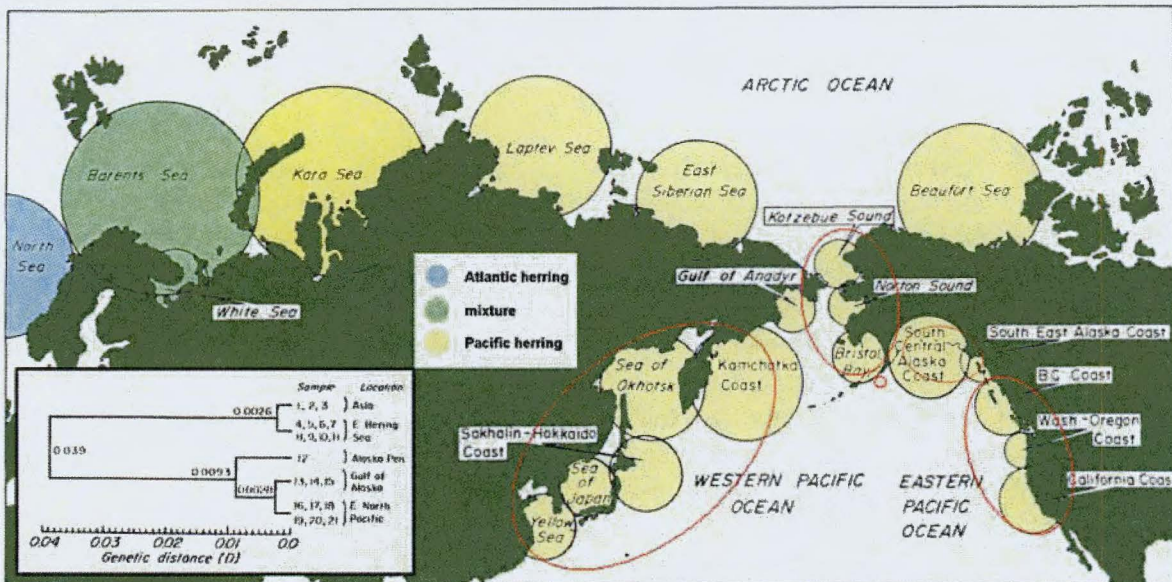 ARCTIC OCEAN
Barents Sea
Kara Sea
Laptev Sea
East
Siberian Sea
Beaufort Sea
Kotzebue Sound
North
Sea
White Sea
Atlantic herring
mixture
Pacific herring
Gulf of Anadyr
Norton Sound
South
Central
Alaska
Coast
South East Alaska Coast
Bristol
Bay
Sea of
Okhotsk
Kamchatka
Coast
BC Coast
Wash-Oregon
Coast
Sakhalin-Hokkaido
Coast
Sea
of
Japan
Yellow
Sea
WESTERN PACIFIC
OCEAN
EASTERN
PACIFIC
OCEAN
California Coast
Sample Location
1, 2, 3 Asia
4, 5, 6, 7 E. Bering
8, 9, 10, 11 Sea
12 Alaska Pen.
13, 14, 15 Gulf of
Alaska
16, 17, 18 E. North
19, 20, 21 Pacific
0.0026
0.039
0.0093
0.04 0.03 0.02 0.01 0.0
Genetic distance (D)